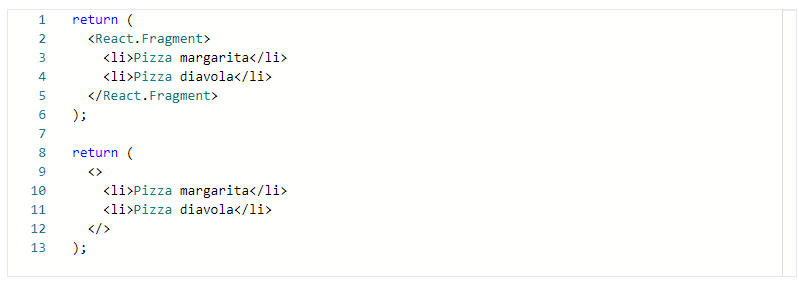 1 return (
2 <React.Fragment>
3 <li>Pizza margarita</li>
4 <li>Pizza diavola</li>
5 </React.Fragment>
6 );
7
8 return (
9 <>
10 <li>Pizza margarita</li>
11 <li>Pizza diavola</li>
12 </>
13 );